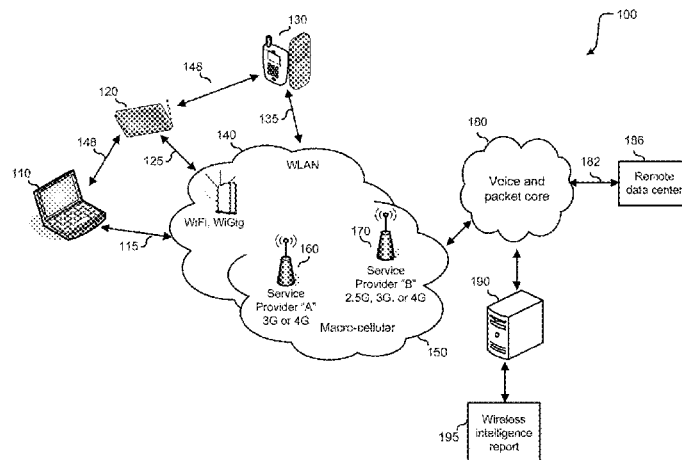 100
130
146
120
135
180
186
140
WLAN
148
125
110
182
Voice and
packet core
Remote
data center
170
WiFi, WiGig
115
160
Service
Provider "B"
2.5G, 3G, or 4G
190
Service
Provider "A"
3G or 4G
Macro-cellular
150
195
Wireless
intelligence
report